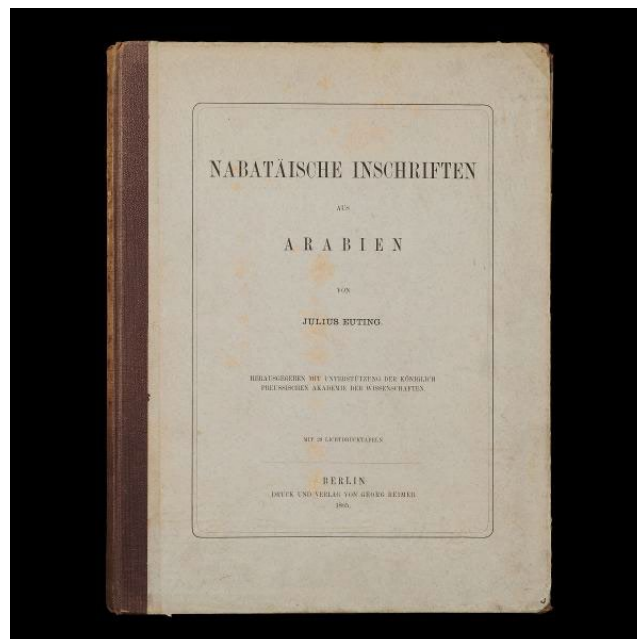 NABATÄISCHE INSCHRIFTEN
AUS
ARABIEN
VON
JULIUS EUTING.
HERAUSGEGEBEN MIT UNTERSTÜTZUNG DER KÖNIGLICH
PREUSSISCHEN AKADEMIE DER WISSENSCHAFTEN.
MIT 29 LICHTDRUCKTAFELN
BERLIN
DRUCK UND VERLAG VON GEORG REIMER.
1885.